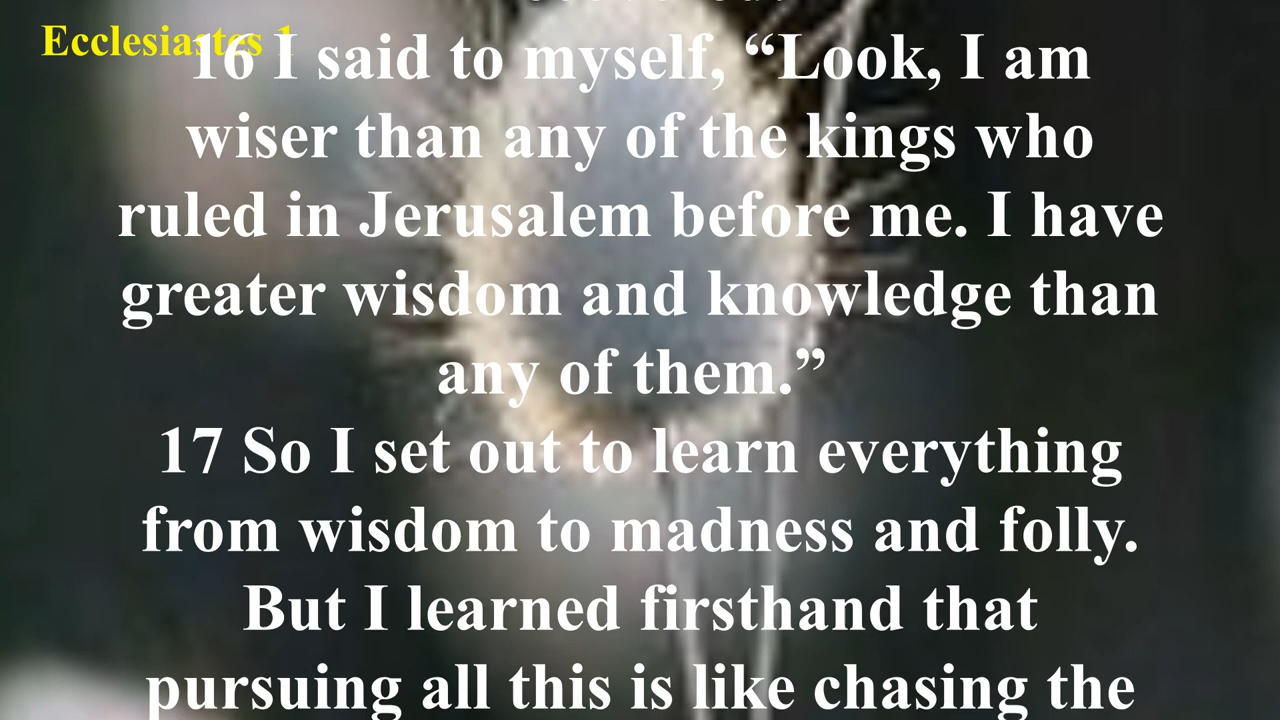 Ecclesiastes 1
16 I said to myself, “Look, I am
wiser than any of the kings who
ruled in Jerusalem before me. I have
greater wisdom and knowledge than
any of them.”
17 So I set out to learn everything
from wisdom to madness and folly.
But I learned firsthand that
pursuing all this is like chasing the